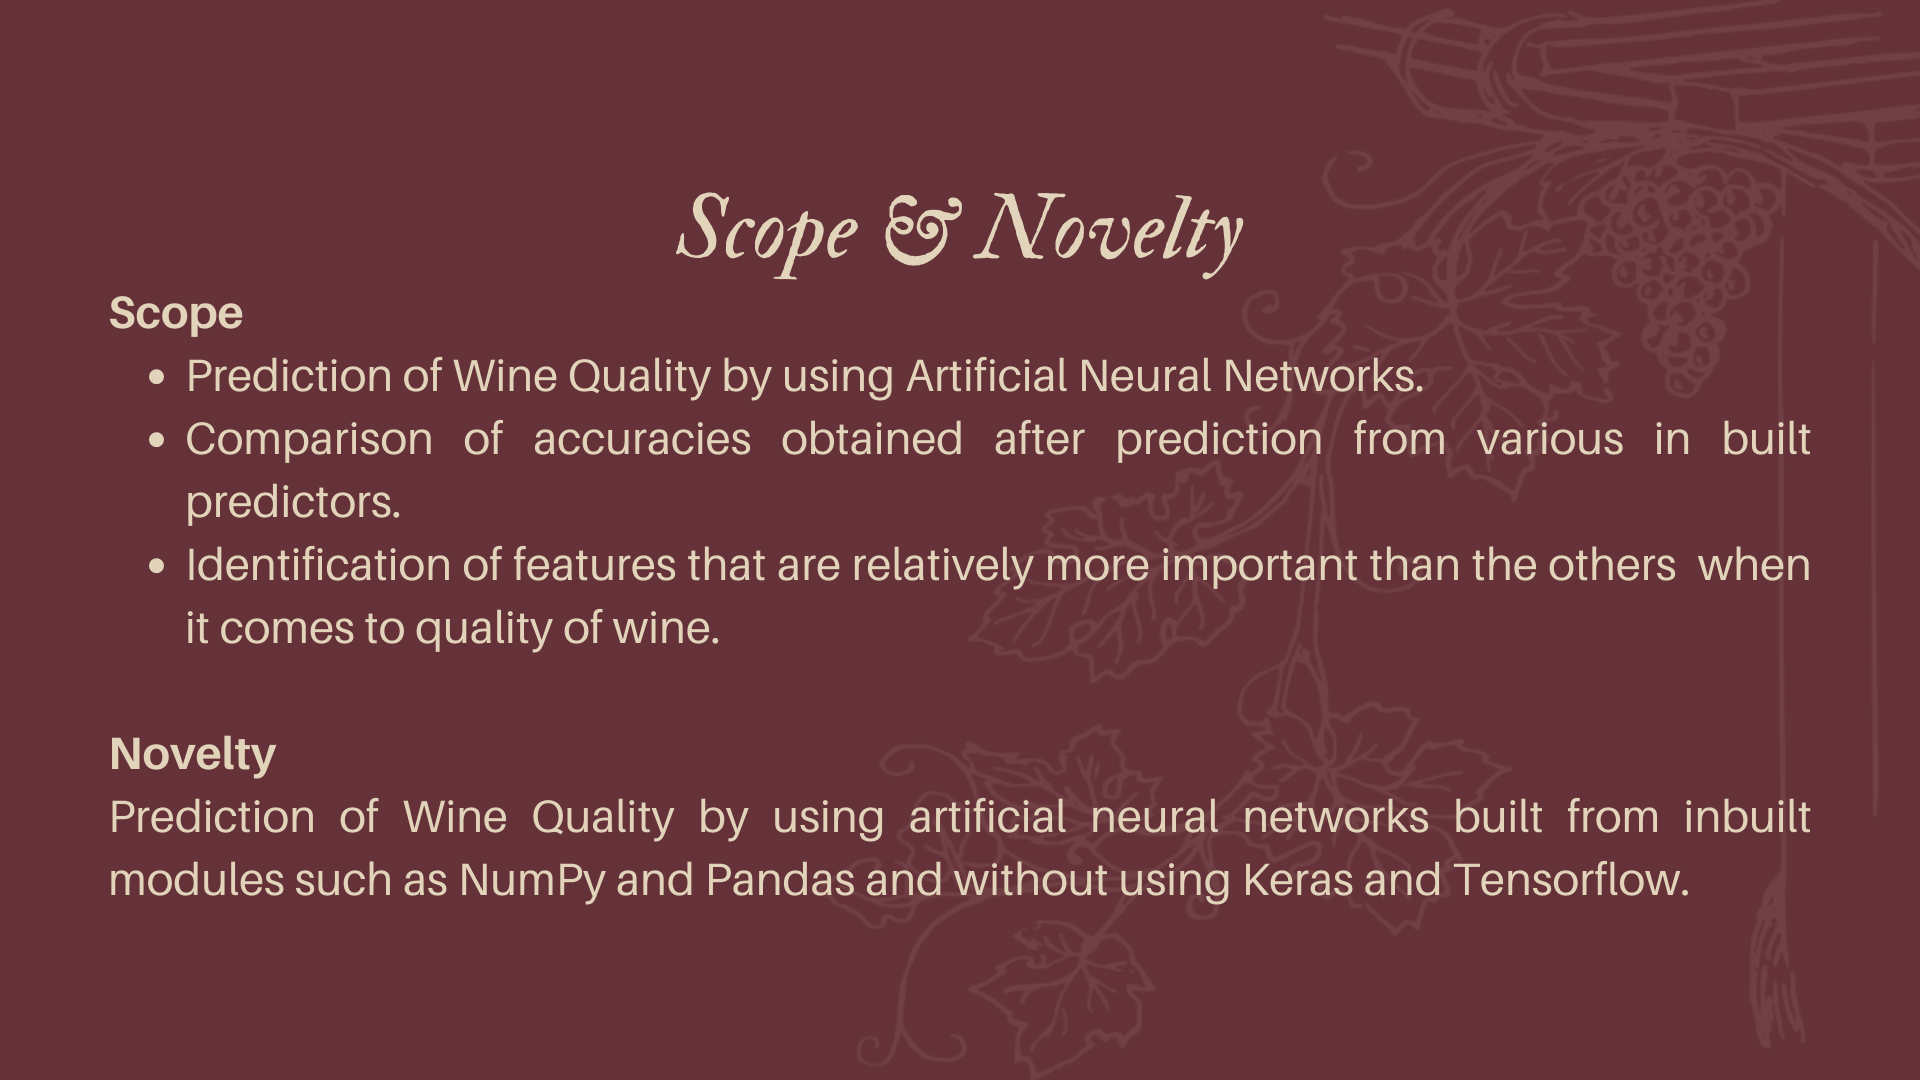 Scope & Novelty
Scope
• Prediction of Wine Quality by using Artificial Neural Networks.
• Comparison of accuracies obtained after prediction from various in built
predictors.
• Identification of features that are relatively more important than the others  when
it comes to quality of wine.
Novelty
Prediction of Wine Quality by using artificial neural networks built from inbuilt
modules such as NumPy and Pandas and without using Keras and Tensorflow.